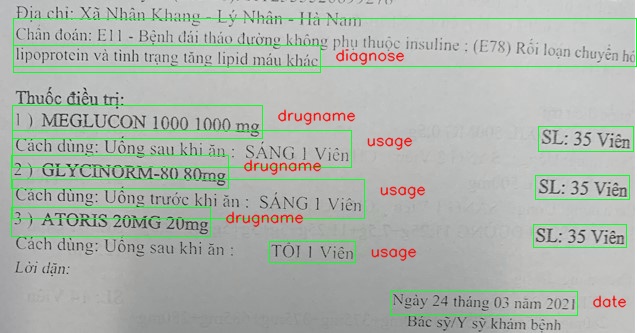 Địa chỉ: Xã Nhân Khang - Lý Nhân - Hà Nam
Chẩn đoán: E11 - Bệnh đái tháo đường không phụ thuộc insuline ; (E78) Rối loạn chuyển hó
lipoprotein và tình trạng tăng lipid máu khác diagnose
Thuốc điều trị:
1 ) MEGLUCON 1000 1000 mg drugname
Cách dùng: Uống sau khi ăn : SÁNG 1 Viên usage SL: 35 Viên
2 ) GLYCINORM-80 80mg drugname
Cách dùng: Uống trước khi ăn : SÁNG 1 Viên usage SL: 35 Viên
3 ) ATORIS 20MG 20mg drugname
Cách dùng: Uống sau khi ăn : TỐI 1 Viên usage SL: 35 Viên
Lời dặn:
Ngày 24 tháng 03 năm 2021 date
Bác sỹ/Y sỹ khám bệnh